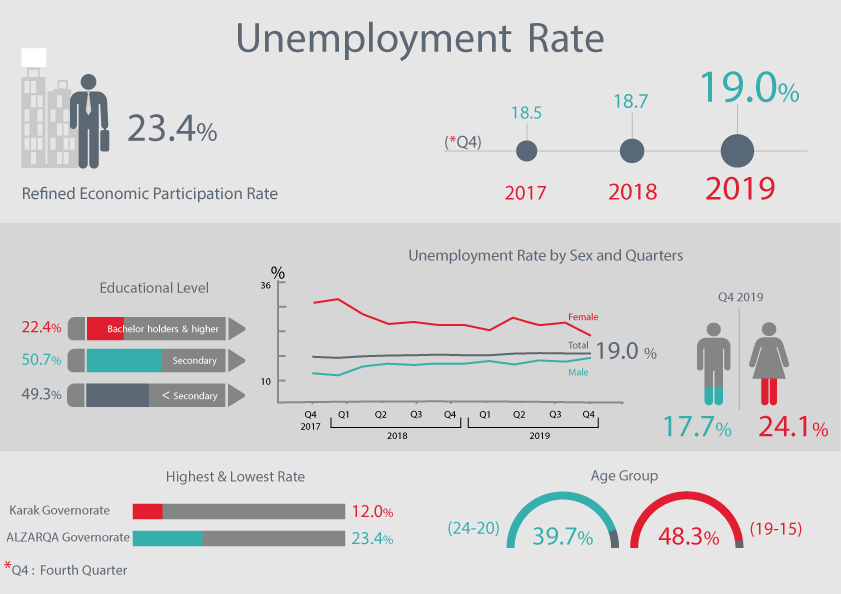 Unemployment Rate
23.4%
Refined Economic Participation Rate
(*Q4)
18.5
18.7
19.0%
2017
2018
2019
Educational Level
22.4%
Bachelor holders & higher
50.7%
Secondary
49.3%
< Secondary
Unemployment Rate by Sex and Quarters
%
36
10
Female
Total
19.0 %
Male
Q4 Q1 Q2 Q3 Q4 Q1 Q2 Q3 Q4
2017
2018
2019
Q4 2019
17.7%
24.1%
Highest & Lowest Rate
Karak Governorate
12.0%
ALZARQA Governorate
23.4%
*Q4 : Fourth Quarter
Age Group
(24-20)
39.7%
48.3%
(19-15)